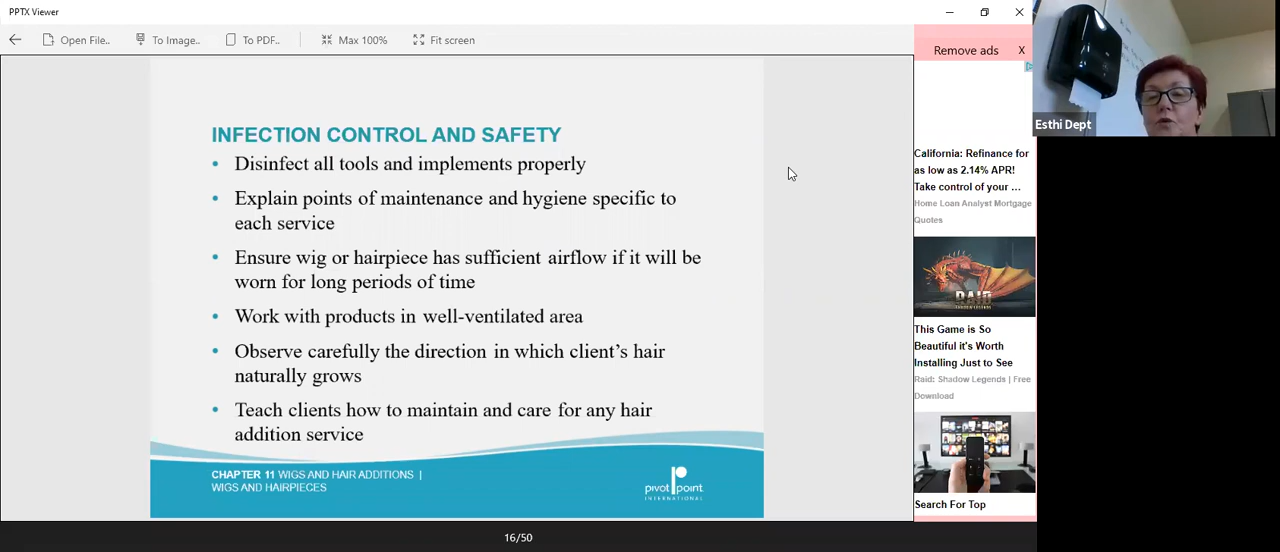 PPTX Viewer
Open File..
To Image..
To PDF..
Max 100%
Fit screen
Remove ads X
INFECTION CONTROL AND SAFETY
• Disinfect all tools and implements properly
• Explain points of maintenance and hygiene specific to
each service
• Ensure wig or hairpiece has sufficient airflow if it will be
worn for long periods of time
• Work with products in well-ventilated area
• Observe carefully the direction in which client's hair
naturally grows
• Teach clients how to maintain and care for any hair
addition service
CHAPTER 11 WIGS AND HAIR ADDITIONS |
WIGS AND HAIRPIECES
pivot point
INTERNATIONAL
16/50
Esthi Dept
California: Refinance for
as low as 2.14% APR!
Take control of your ...
Home Loan Analyst Mortgage
Quotes
RAID
This Game is So
Beautiful it's Worth
Installing Just to See
Raid: Shadow Legends | Free
Download
Search For Top